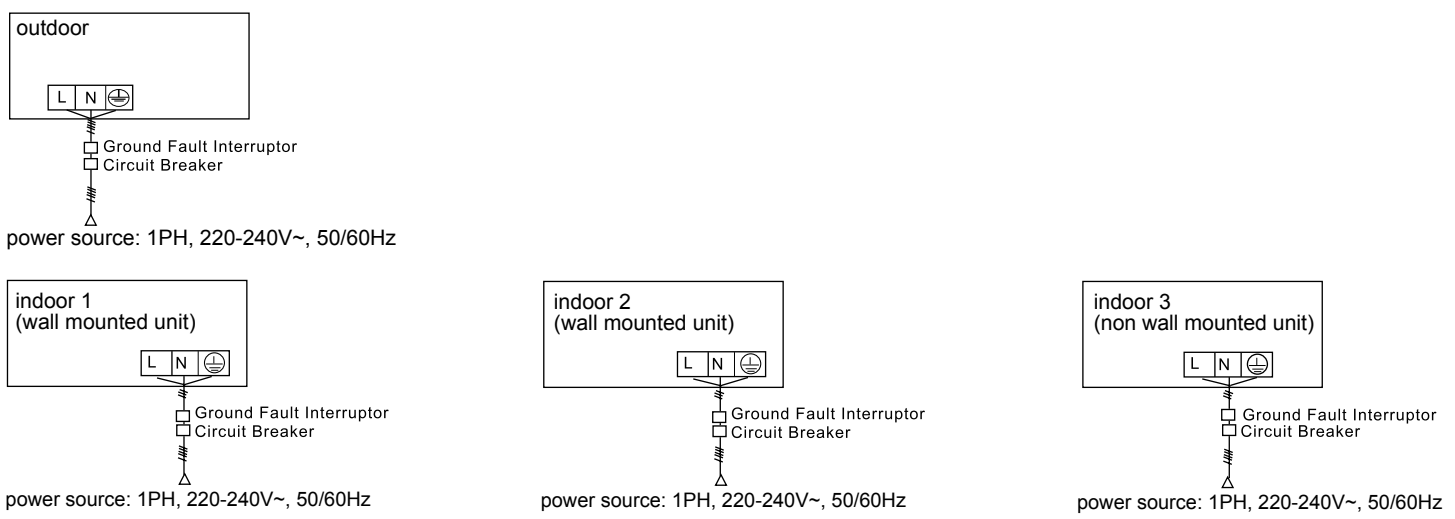 outdoor
L N
Ground Fault Interruptor
Circuit Breaker
power source: 1PH, 220-240V~, 50/60Hz
indoor 1
(wall mounted unit)
L N
Ground Fault Interruptor
Circuit Breaker
power source: 1PH, 220-240V~, 50/60Hz
indoor 2
(wall mounted unit)
L N
Ground Fault Interruptor
Circuit Breaker
power source: 1PH, 220-240V~, 50/60Hz
indoor 3
(non wall mounted unit)
L N
Ground Fault Interruptor
Circuit Breaker
power source: 1PH, 220-240V~, 50/60Hz